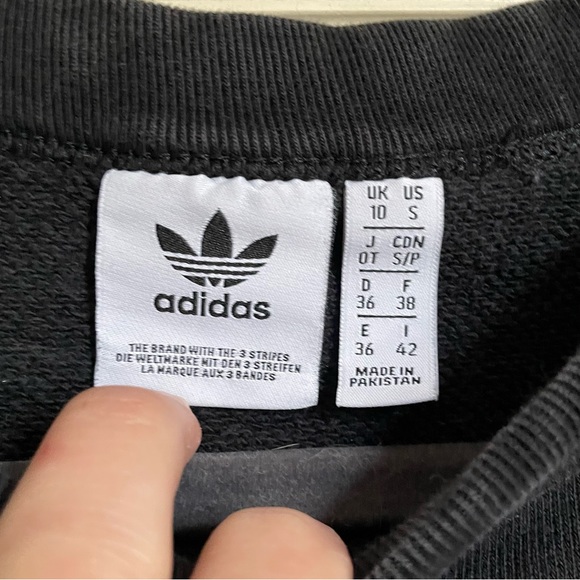 adidas
THE BRAND WITH THE 3 STRIPES
DIE WELTMARKE MIT DEN 3 STREIFEN
LA MARQUE AUX 3 BANDES
UK US
10 S
J CDN
OT S/P
D F
36 38
E I
36 42
MADE IN
PAKISTAN